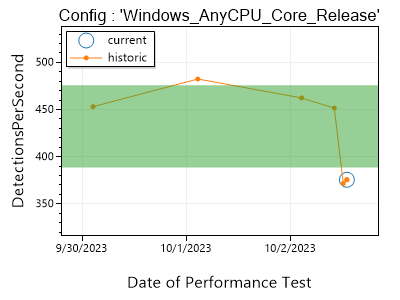 Config : 'Windows_AnyCPU_Core_Release'
current
historic
DetectionsPerSecond
500
450
400
350
9/30/2023
10/1/2023
10/2/2023
Date of Performance Test